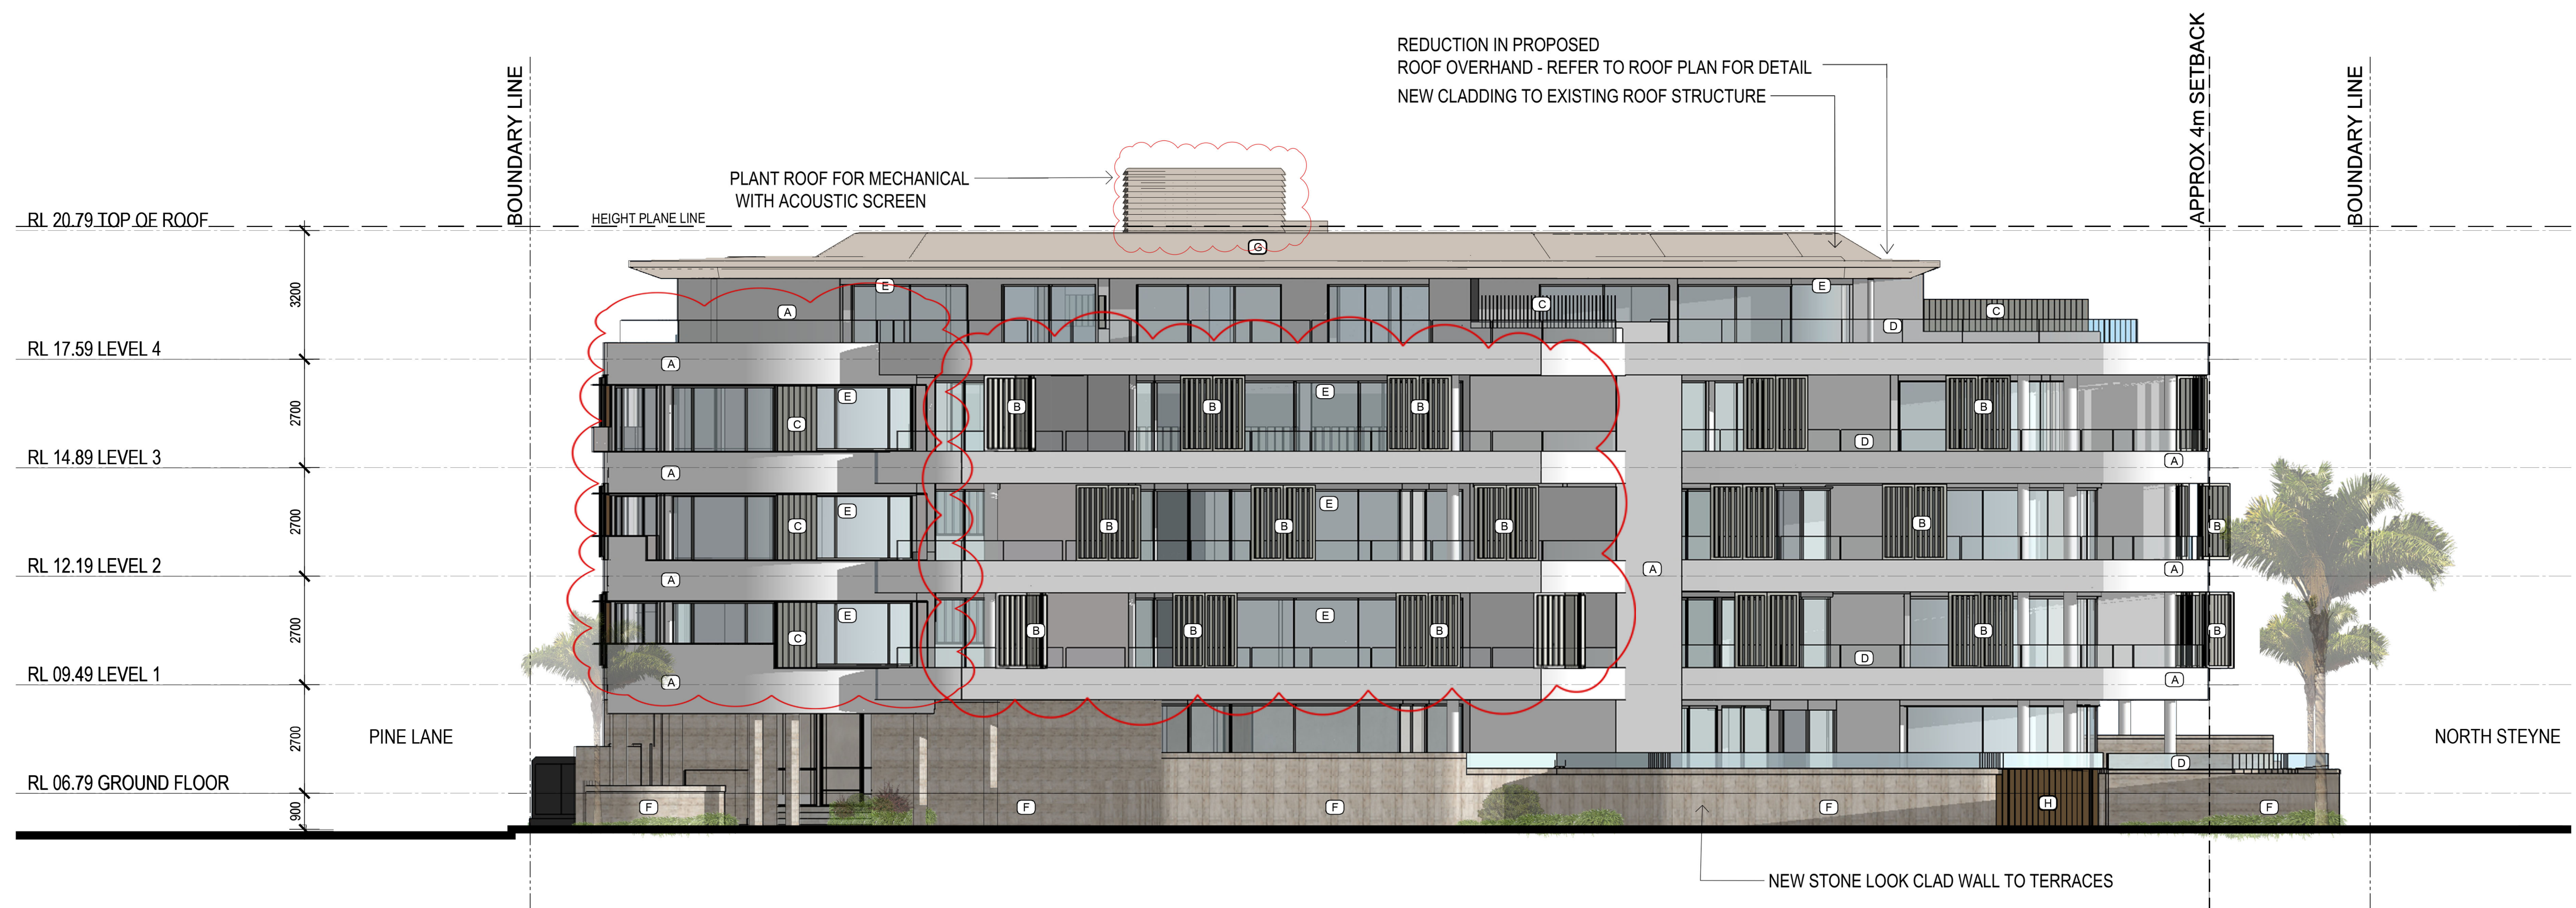 REDUCTION IN PROPOSED
ROOF OVERHAND - REFER TO ROOF PLAN FOR DETAIL
NEW CLADDING TO EXISTING ROOF STRUCTURE
BOUNDARY LINE
APPROX 4m SETBACK
BOUNDARY LINE
PLANT ROOF FOR MECHANICAL
WITH ACOUSTIC SCREEN
RL 20.79 TOP OF ROOF
HEIGHT PLANE LINE
G
3200
E
E
A
C
C
D
RL 17.59 LEVEL 4
A
2700
E
B
B
E
B
B
C
D
RL 14.89 LEVEL 3
A
A
2700
E
C
B
B
E
B
B
B
RL 12.19 LEVEL 2
A
A
A
2700
E
C
B
B
E
B
B
B
D
RL 09.49 LEVEL 1
A
A
2700
PINE LANE
NORTH STEYNE
D
RL 06.79 GROUND FLOOR
900
F
F
F
F
H
F
NEW STONE LOOK CLAD WALL TO TERRACES